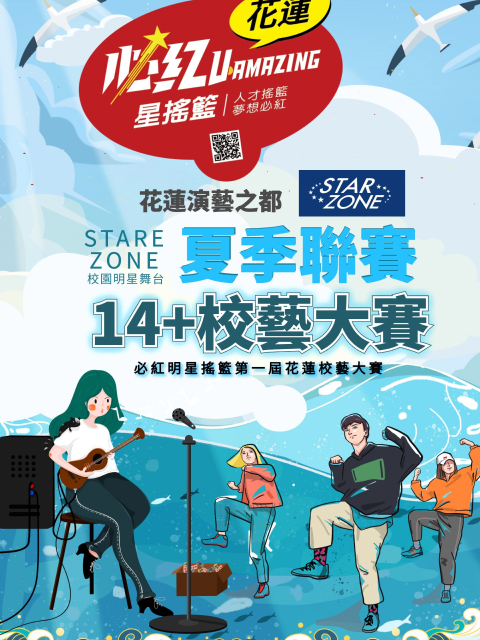 花蓮
必紅U·AMAZING
星搖籃
人才搖籃
夢想必紅
花蓮演藝之都
STAR
ZONE
STARE
ZONE
校園明星舞台
夏季聯賽
14+校藝大賽
必紅明星搖籃第一屆花蓮校藝大賽